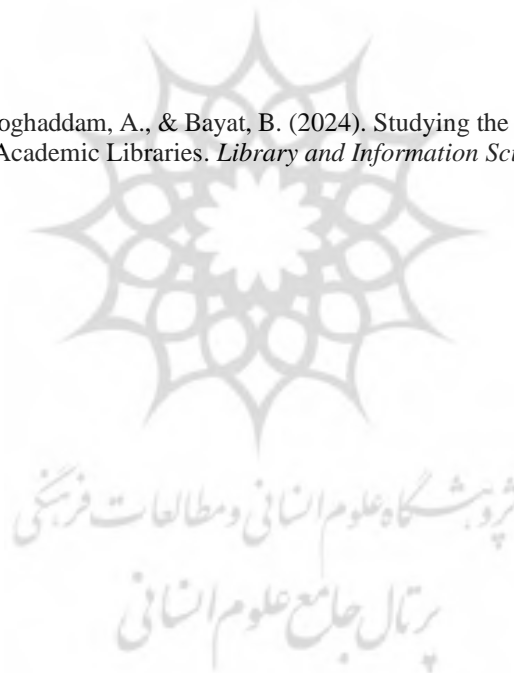 oghaddam, A., & Bayat, B. (2024). Studying the
Academic Libraries. Library and Information Sci
پژوهشگاه علوم انسانی و مطالعات فرهنگی
پرتال جامع علوم انسانی